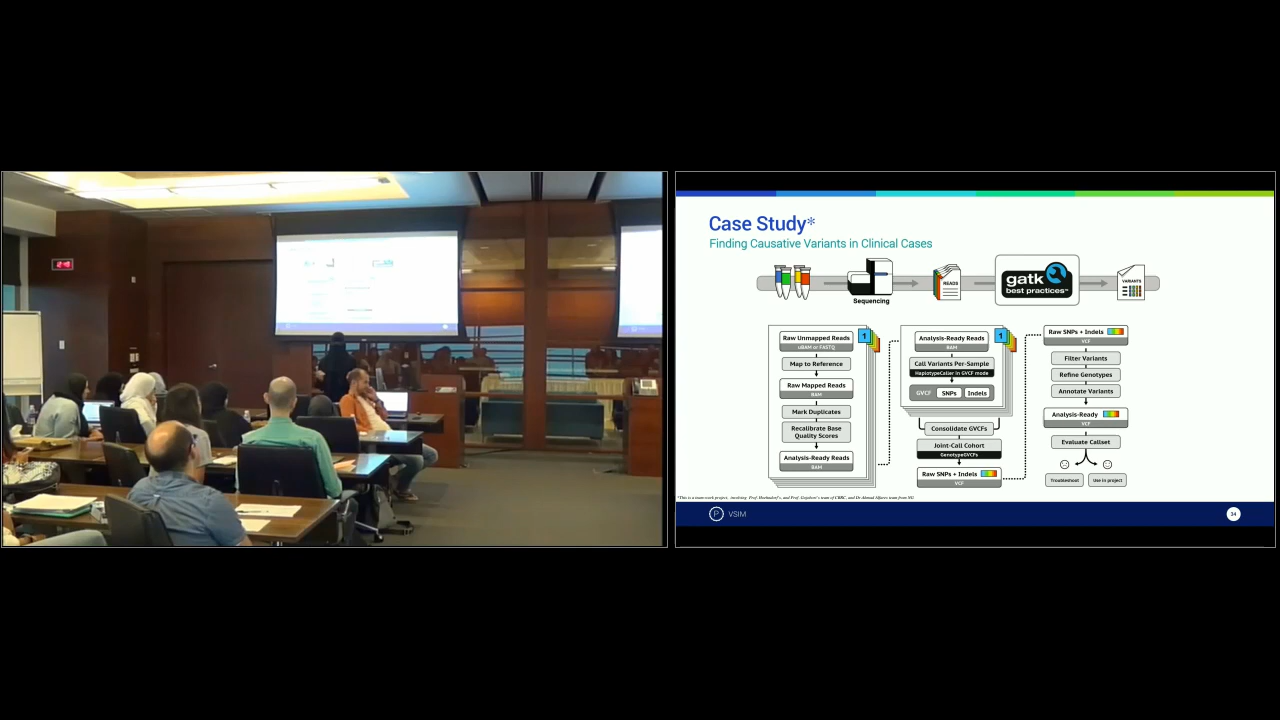 Case Study*
Finding Causative Variants in Clinical Cases
Sequencing
READS
gatk
best practices™
VARIANTS
Raw Unmapped Reads
uBAM or FASTQ
Map to Reference
Raw Mapped Reads
BAM
Mark Duplicates
Recalibrate Base
Quality Scores
Analysis-Ready Reads
BAM
1
Analysis-Ready Reads
BAM
1
Call Variants Per-Sample
HaplotypeCaller in GVCF mode
GVCF SNPs Indels
Consolidate GVCFs
Joint-Call Cohort
GenotypeGVCFs
Raw SNPs + Indels
VCF
Raw SNPs + Indels
VCF
Filter Variants
Refine Genotypes
Annotate Variants
Analysis-Ready
VCF
Evaluate Callset
Troubleshoot
Use in project
P VSIM
34